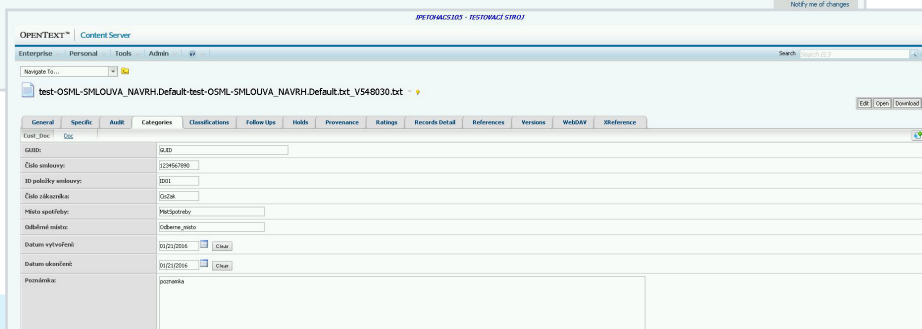 Notify me of changes
IPETOMACS105 - TESTOVACÍ STROJ
OPENTEXT™ Content Server
Enterprise Personal Tools Admin
Search Search EEF
Navigate To...
test-OSML-SMLOUVA_NAVRH.Default-test-OSML-SMLOUVA_NAVRH.Default.txt_V548030.txt
Edit Open Download
General Specific Audit Categories Classifications Follow Ups Holds Provenance Ratings Records Detail References Versions WebDAV XReference
Cust_Doc Doc
GUID: GUID
Číslo smlouvy: 1234567890
ID položky smlouvy: ID01
Číslo zákazníka: CisZak
Místo spotřeby: MistSpotreby
Odběrné místo: Odberne_misto
Datum vytvoření: 01/21/2016 Clear
Datum ukončení: 01/21/2016 Clear
Poznámka: poznamka